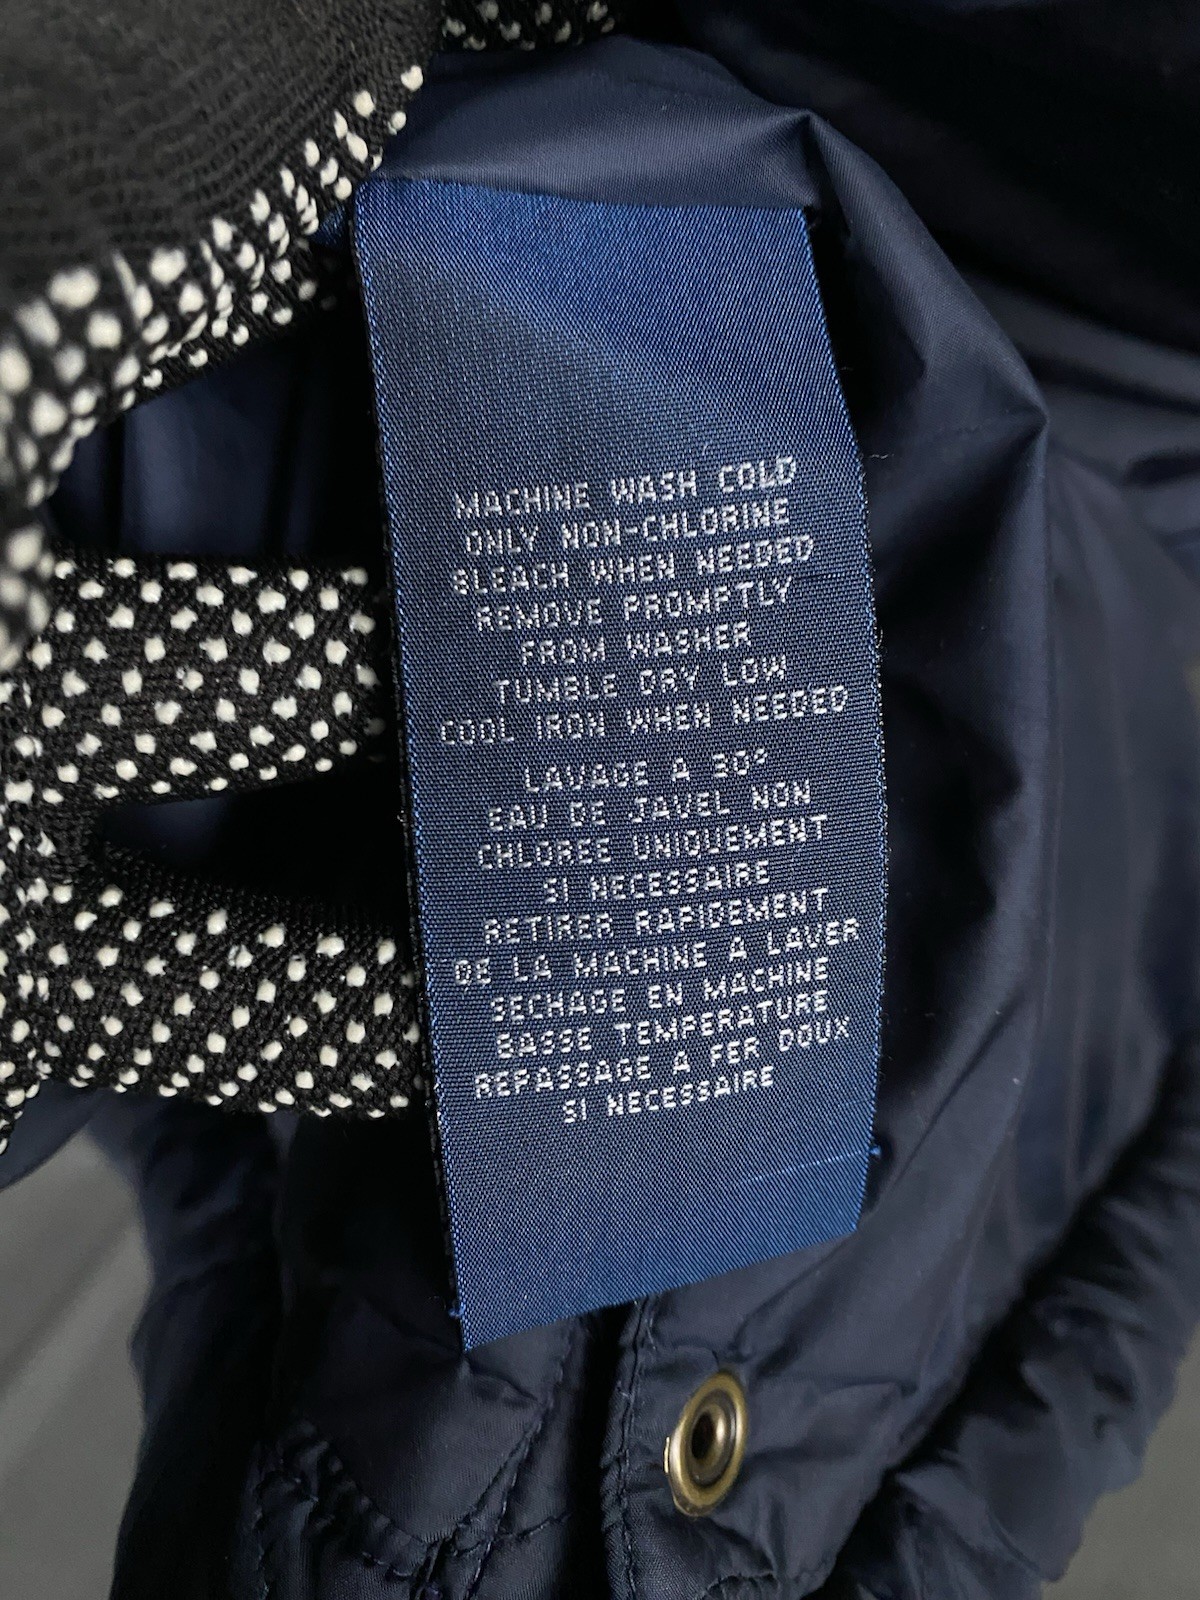 MACHINE WASH COLD
ONLY NON-CHLORINE
BLEACH WHEN NEEDED
REMOVE PROMPTLY
FROM WASHER
TUMBLE DRY LOW
COOL IRON WHEN NEEDED
LAVAGE A 30°
EAU DE JAVEL NON
CHLOREE UNIQUEMENT
SI NECESSAIRE
RETIRER RAPIDEMENT
DE LA MACHINE A LAVER
SECHAGE EN MACHINE
BASSE TEMPERATURE
REPASSAGE A FER DOUX
SI NECESSAIRE